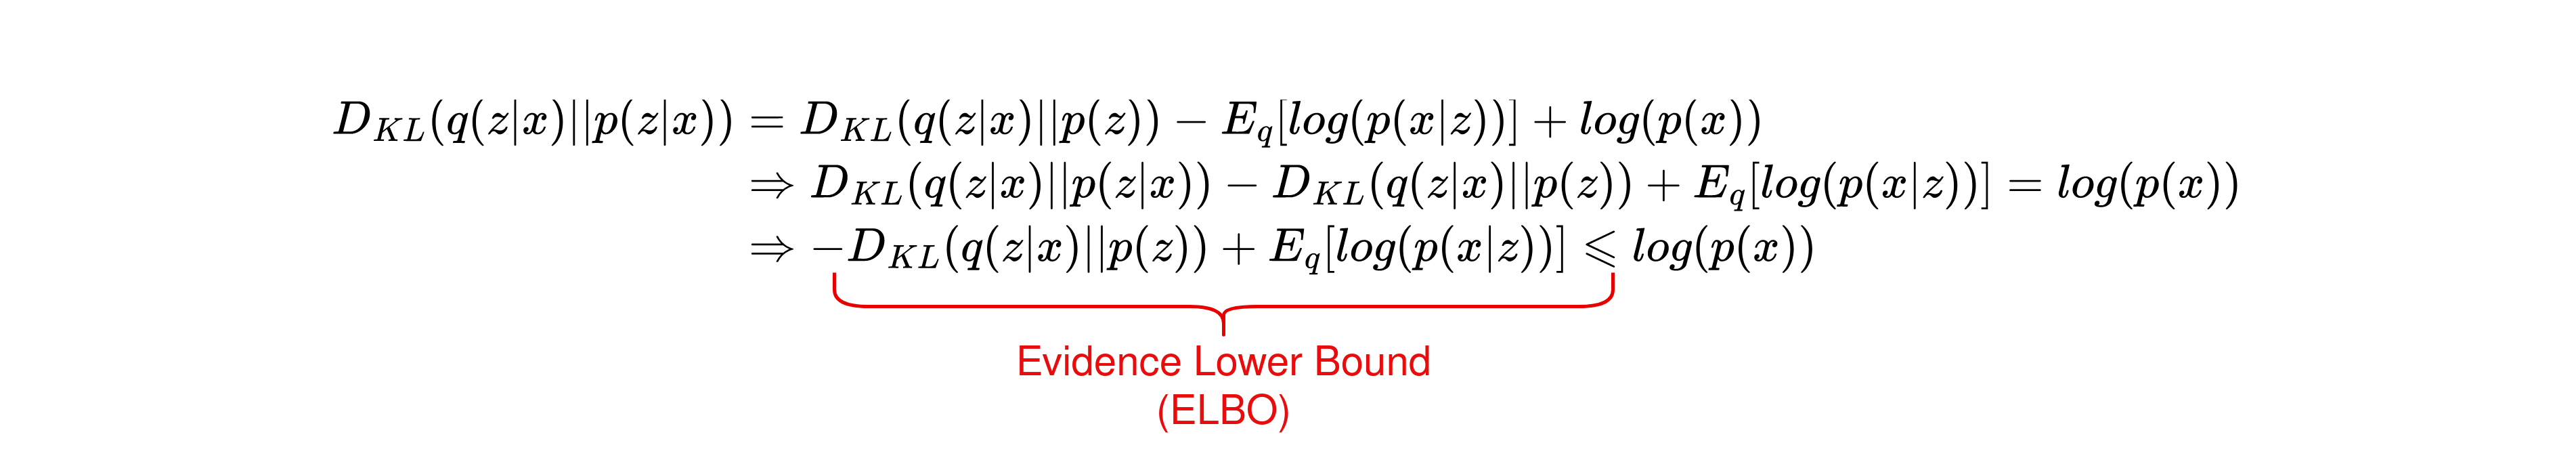 D_{KL}(q(z|x)||p(z|x)) = D_{KL}(q(z|x)||p(z)) − E_q[log(p(x|z))] + log(p(x))
⇒ D_{KL}(q(z|x)||p(z|x)) − D_{KL}(q(z|x)||p(z)) + E_q[log(p(x|z))] = log(p(x))
⇒ −D_{KL}(q(z|x)||p(z)) + E_q[log(p(x|z))] ⩽ log(p(x))
Evidence Lower Bound
(ELBO)